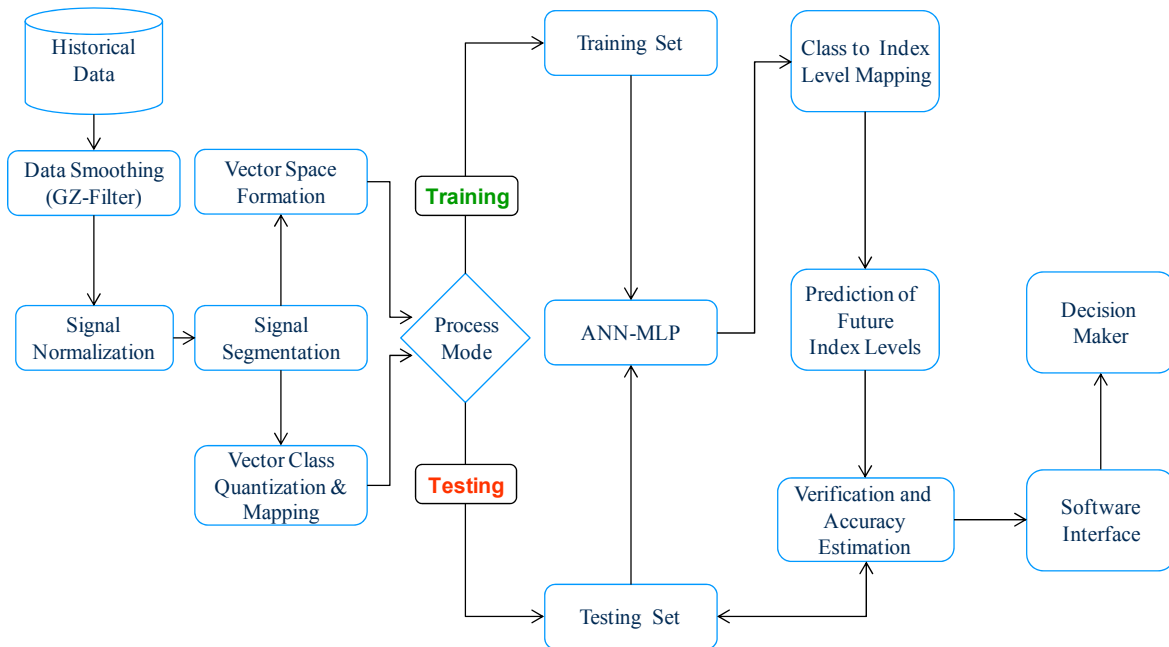 Historical
Data
Data Smoothing
(GZ-Filter)
Signal
Normalization
Vector Space
Formation
Signal
Segmentation
Vector Class
Quantization &
Mapping
Process
Mode
Training
Testing
Training Set
ANN-MLP
Testing Set
Class to Index
Level Mapping
Prediction of
Future
Index Levels
Verification and
Accuracy
Estimation
Software
Interface
Decision
Maker